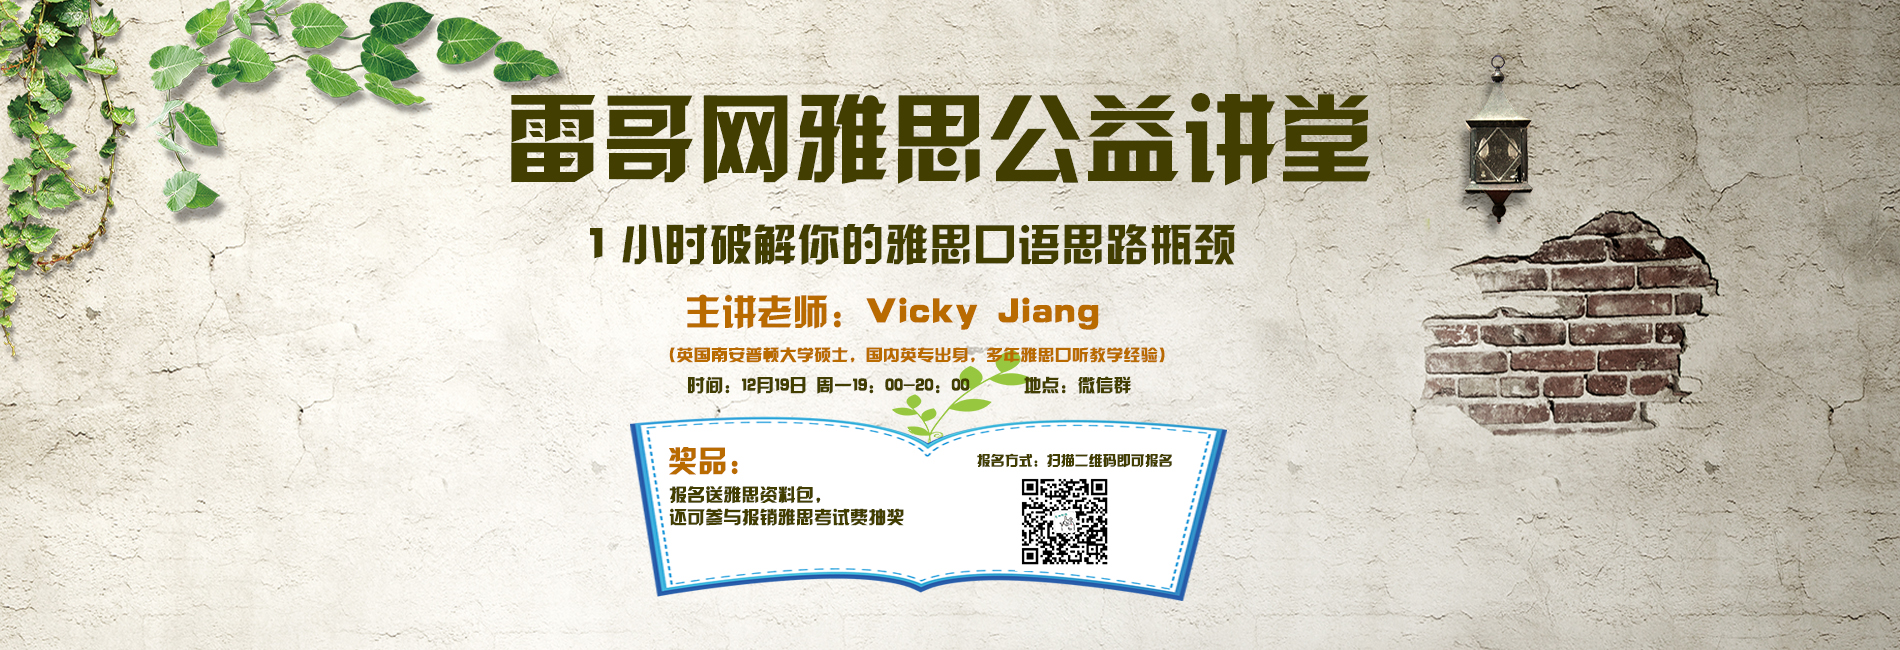 雷哥网雅思公益讲堂
1 小时破解你的雅思口语思路瓶颈
主讲老师：Vicky Jiang
（英国南安普顿大学硕士，国内英专出身，多年雅思口听教学经验）
时间：12月19日 周一19：00-20：00 地点：微信群
奖品：
报名送雅思资料包，
还可参与报销雅思考试费抽奖
报名方式：扫描二维码即可报名